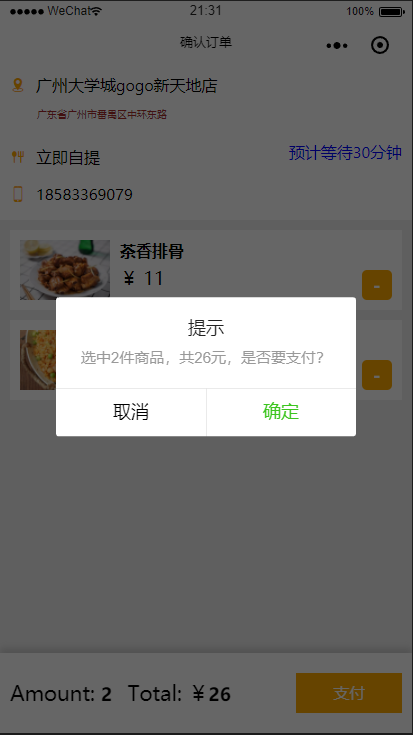 ●●●●● WeChat 21:31 100%
确认订单
广州大学城gogo新天地店
广东省广州市番禺区中环东路
立即自提 预计等待30分钟
18583369079
茶香排骨
￥ 11
-
提示
选中2件商品，共26元，是否要支付？
-
取消 确定
Amount: 2 Total: ￥26 支付